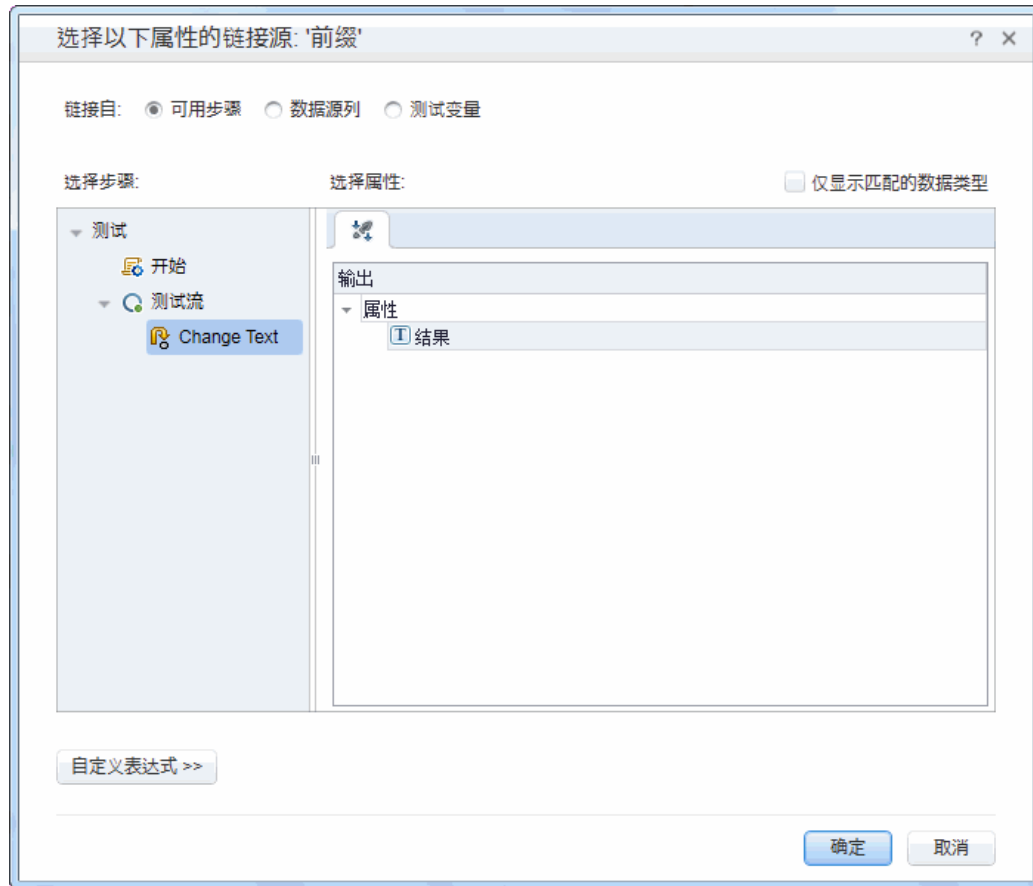 选择以下属性的链接源: '前缀'
链接自: 可用步骤 数据源列 测试变量
选择步骤: 选择属性: 仅显示匹配的数据类型
测试
开始
测试流
Change Text
输出
属性
T 结果
自定义表达式 >>
确定 取消